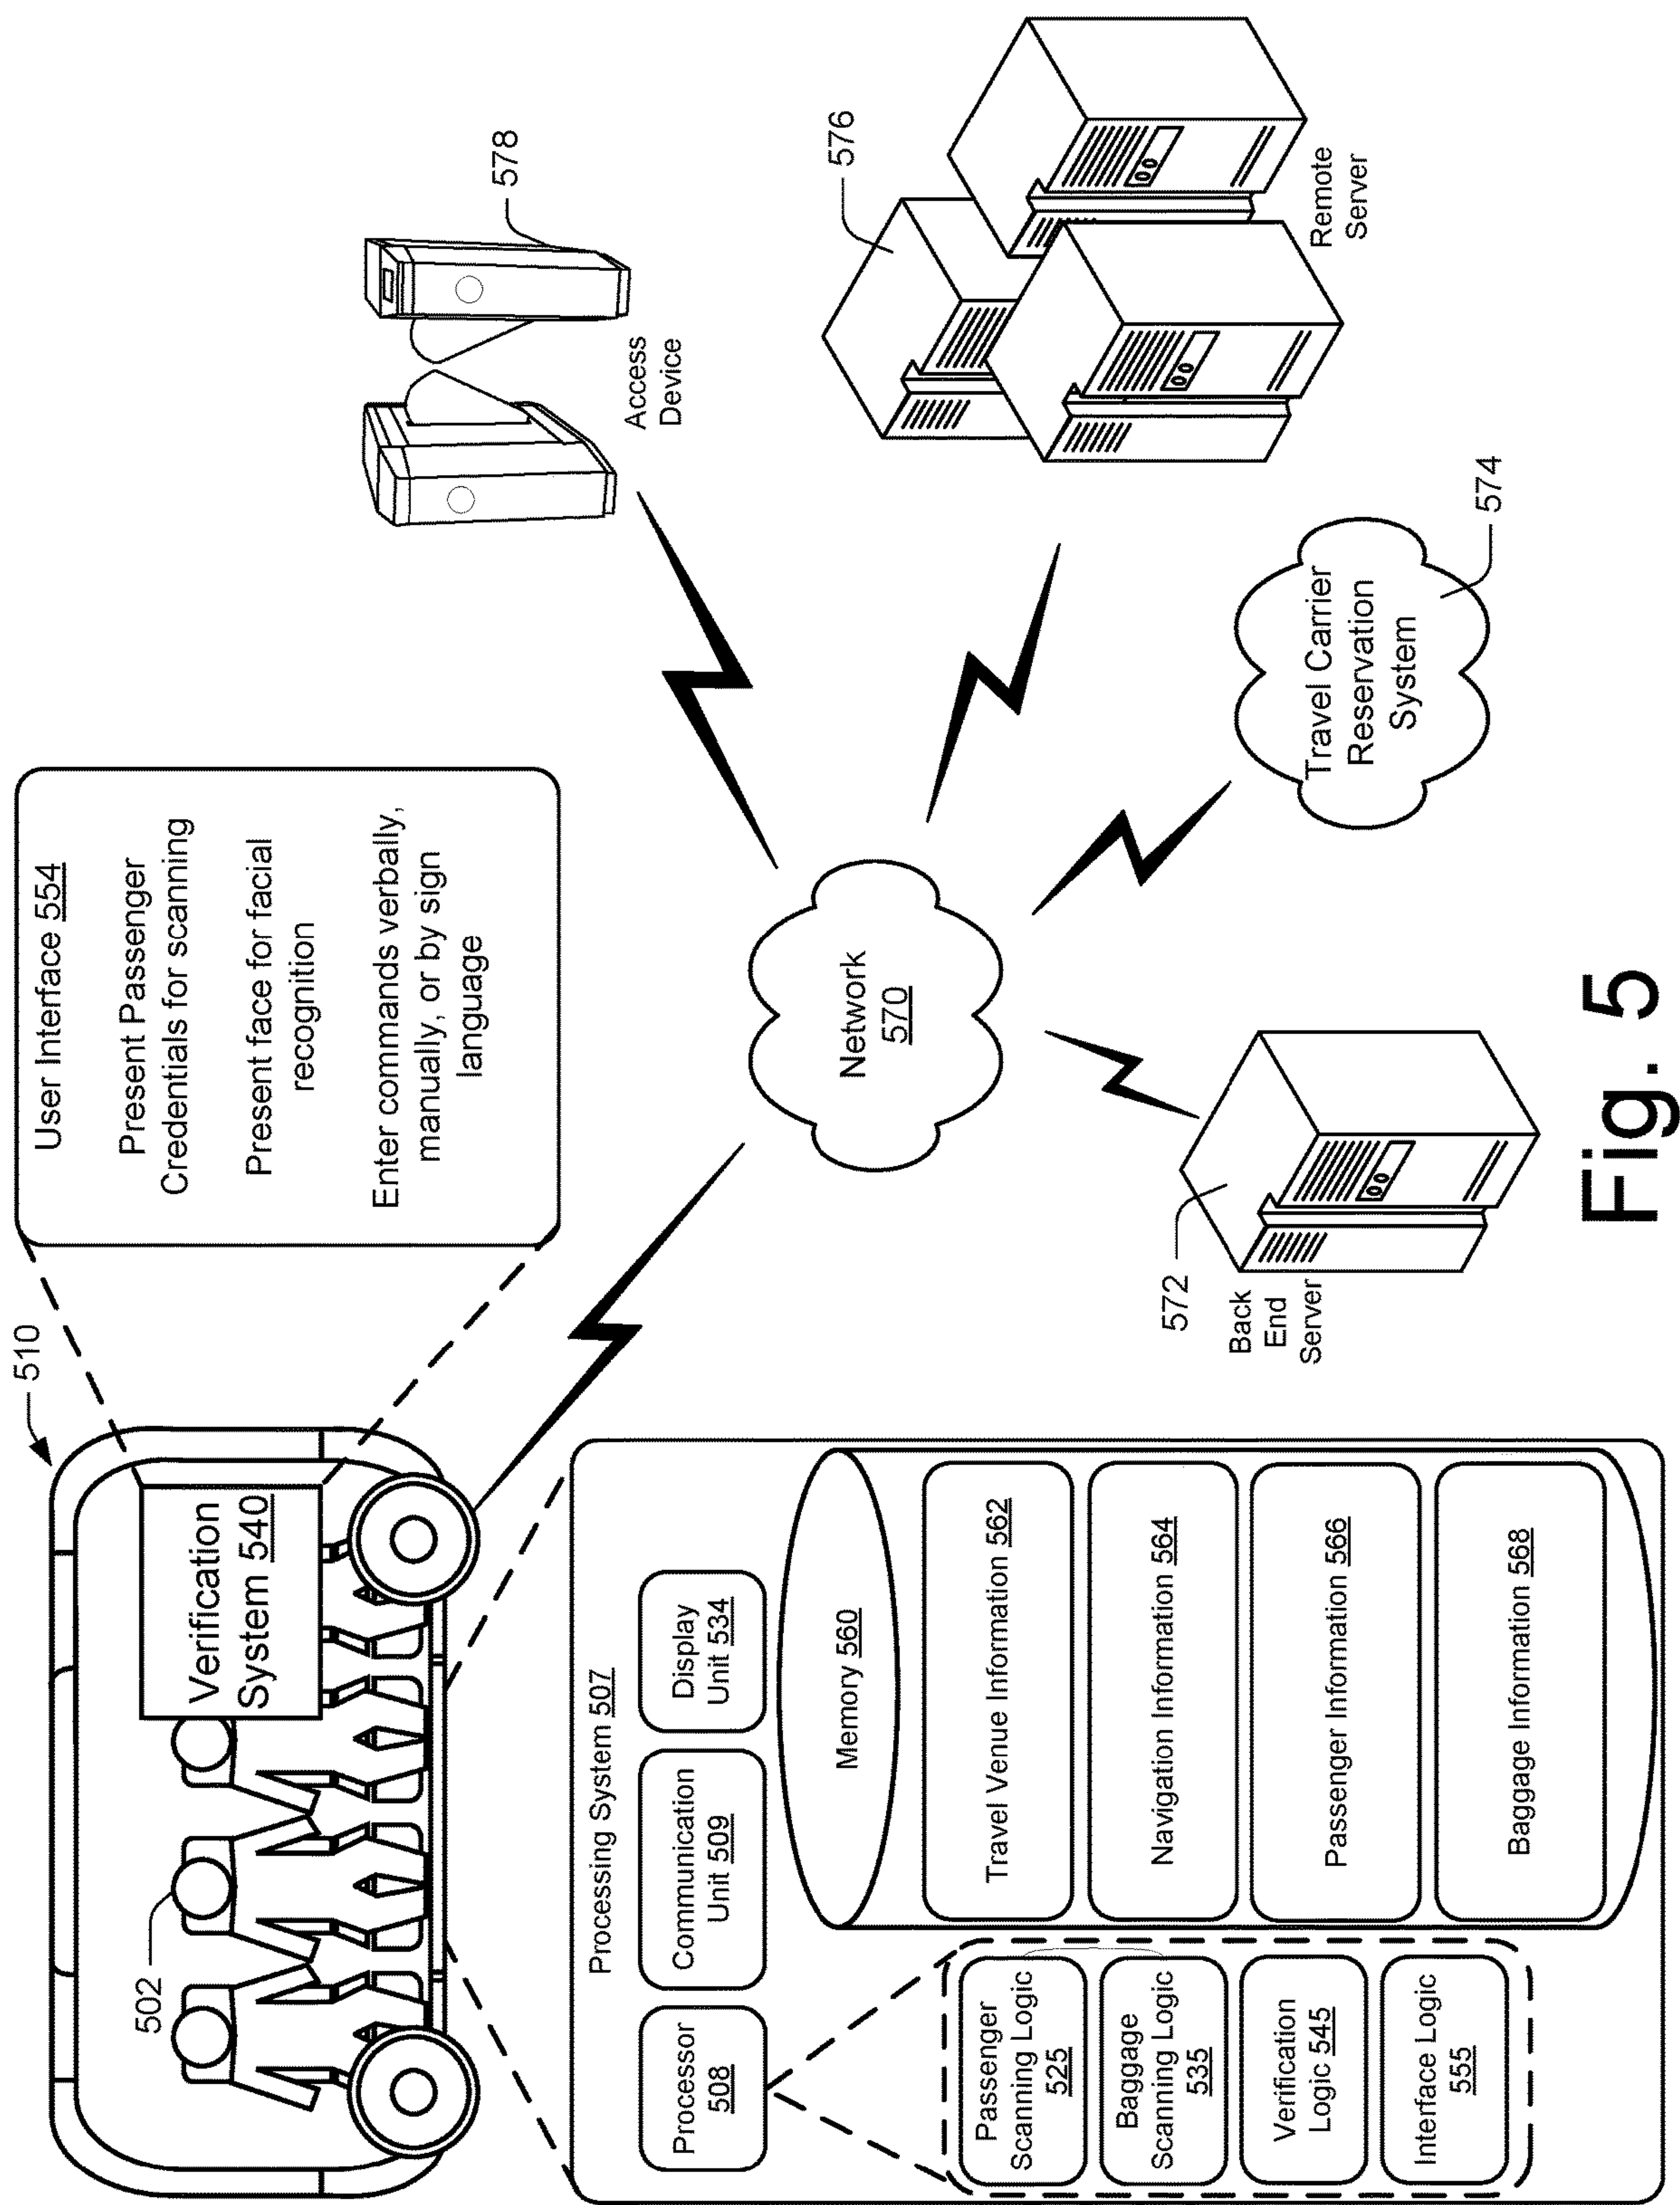 510
502
Verification
System 540
User Interface 554
Present Passenger
Credentials for scanning
Present face for facial
recognition
Enter commands verbally,
manually, or by sign
language
578
Access
Device
Processing System 507
Processor
508
Communication
Unit 509
Display
Unit 534
Memory 560
Travel Venue Information 562
Navigation Information 564
Passenger Information 566
Baggage Information 568
Passenger
Scanning Logic
525
Baggage
Scanning Logic
535
Verification
Logic 545
Interface Logic
555
Network
570
572
Back
End
Server
Travel Carrier
Reservation
System
574
576
Remote
Server
Fig. 5